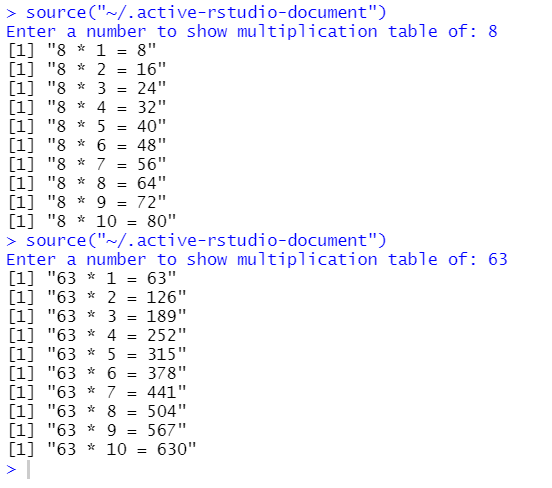 > source("~/.active-rstudio-document")
Enter a number to show multiplication table of: 8
[1] "8 * 1 = 8"
[1] "8 * 2 = 16"
[1] "8 * 3 = 24"
[1] "8 * 4 = 32"
[1] "8 * 5 = 40"
[1] "8 * 6 = 48"
[1] "8 * 7 = 56"
[1] "8 * 8 = 64"
[1] "8 * 9 = 72"
[1] "8 * 10 = 80"
> source("~/.active-rstudio-document")
Enter a number to show multiplication table of: 63
[1] "63 * 1 = 63"
[1] "63 * 2 = 126"
[1] "63 * 3 = 189"
[1] "63 * 4 = 252"
[1] "63 * 5 = 315"
[1] "63 * 6 = 378"
[1] "63 * 7 = 441"
[1] "63 * 8 = 504"
[1] "63 * 9 = 567"
[1] "63 * 10 = 630"
>